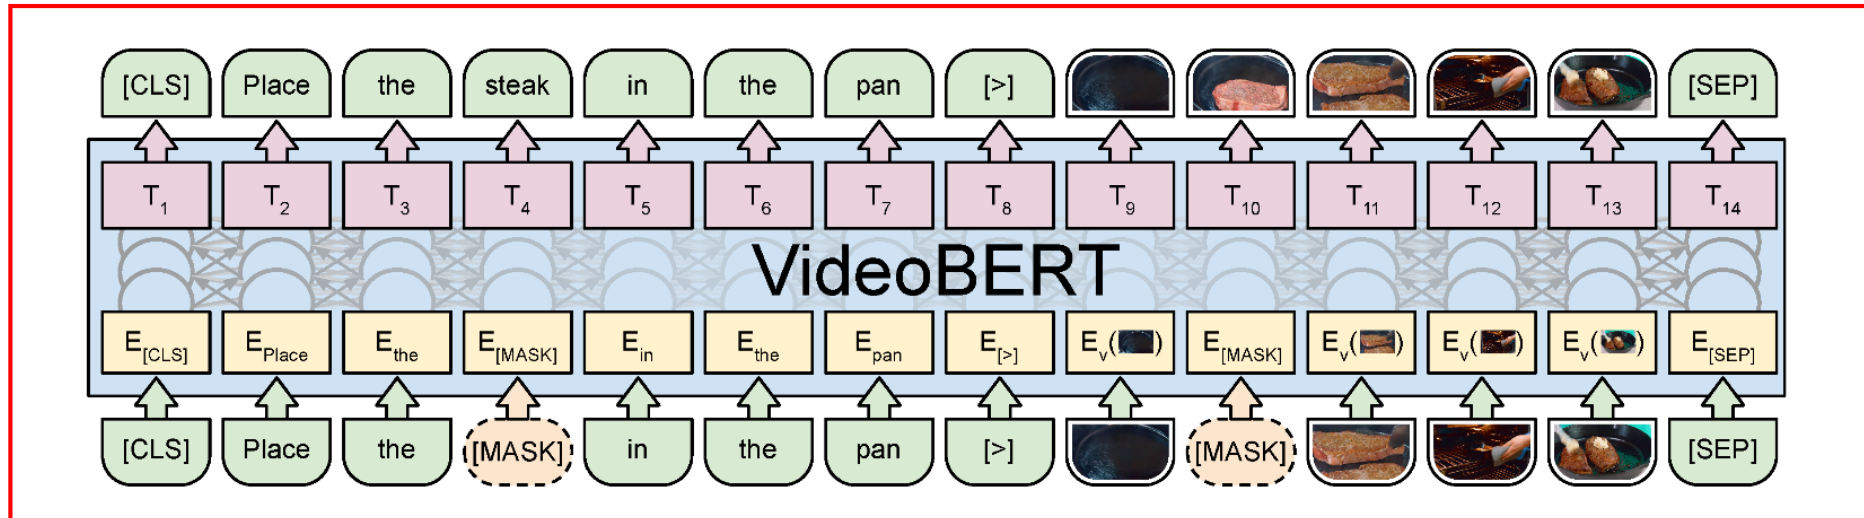 [CLS] Place the steak in the pan [>] [SEP]
T1 T2 T3 T4 T5 T6 T7 T8 T9 T10 T11 T12 T13 T14
VideoBERT
E[CLS] EPlace Ethe E[MASK] Ein Ethe Epan E[>] Ev( ) E[MASK] Ev( ) Ev( ) Ev( ) E[SEP]
[CLS] Place the [MASK] in the pan [>] [MASK] [SEP]